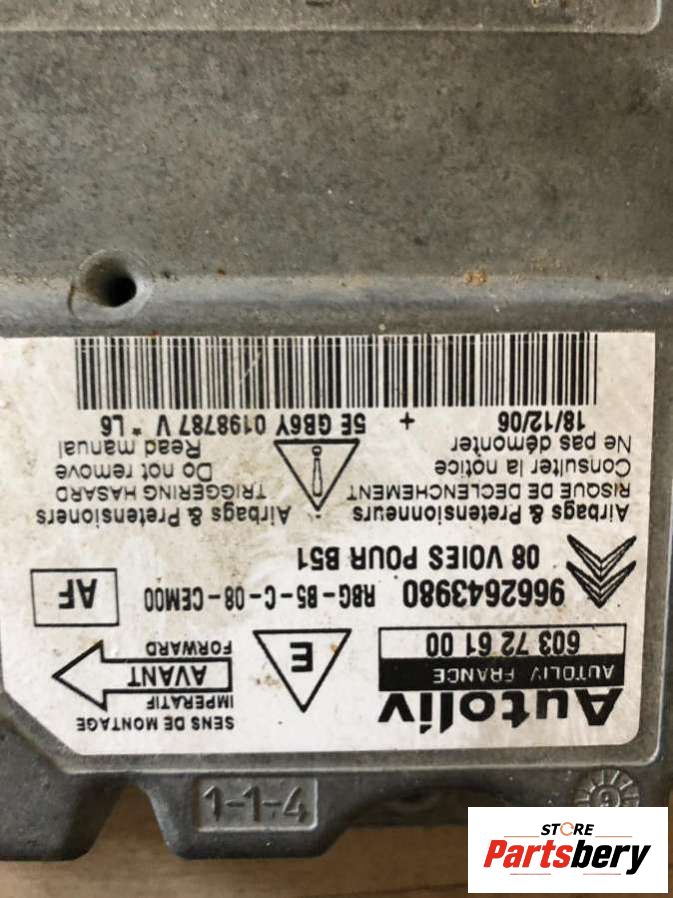 Autoliv
AUTOLIV FRANCE
603 72 61 00
E
SENS DE MONTAGE
IMPERATIF
AVANT
FORWARD
9662643980 RBG-B5-C-08-CEM00
08 VOIES POUR B51
AF
Airbags & Pretensionneurs
RISQUE DE DECLENCHEMENT
Consulter la notice
Ne pas démonter
Airbags & Pretensioners
TRIGGERING HASARD
Do not remove
Read manual
18/12/06 + 5E GB6Y 0198787 V * L6
1-1-4
STORE
Partsbery